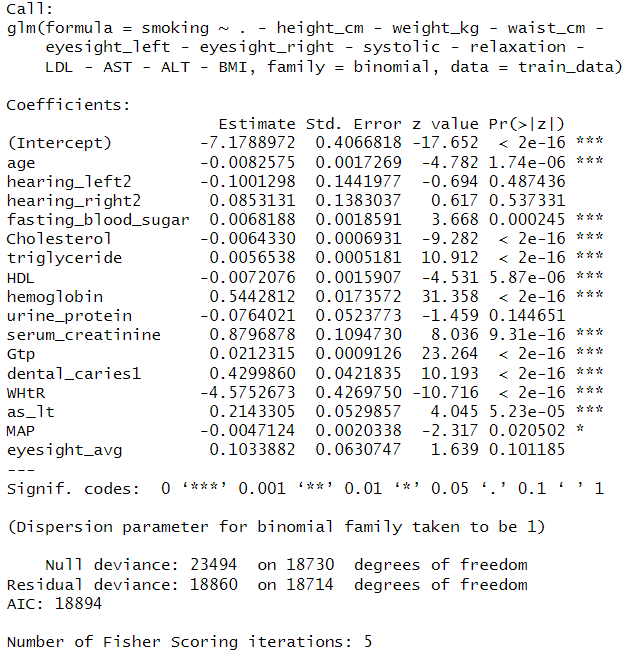 Call:
glm(formula = smoking ~ . - height_cm - weight_kg - waist_cm -
    eyesight_left - eyesight_right - systolic - relaxation -
    LDL - AST - ALT - BMI, family = binomial, data = train_data)

Coefficients:
                      Estimate Std. Error z value Pr(>|z|)
(Intercept)         -7.1788972  0.4066818 -17.652  < 2e-16 ***
age                 -0.0082575  0.0017269  -4.782 1.74e-06 ***
hearing_left2       -0.1001298  0.1441977  -0.694 0.487436
hearing_right2       0.0853131  0.1383037   0.617 0.537331
fasting_blood_sugar  0.0068188  0.0018591   3.668 0.000245 ***
Cholesterol         -0.0064330  0.0006931  -9.282  < 2e-16 ***
triglyceride         0.0056538  0.0005181  10.912  < 2e-16 ***
HDL                 -0.0072076  0.0015907  -4.531 5.87e-06 ***
hemoglobin           0.5442812  0.0173572  31.358  < 2e-16 ***
urine_protein       -0.0764021  0.0523773  -1.459 0.144651
serum_creatinine     0.8796878  0.1094730   8.036 9.31e-16 ***
Gtp                  0.0212315  0.0009126  23.264  < 2e-16 ***
dental_caries1       0.4299860  0.0421835  10.193  < 2e-16 ***
WHtR                -4.5752673  0.4269750 -10.716  < 2e-16 ***
as_lt                0.2143305  0.0529857   4.045 5.23e-05 ***
MAP                 -0.0047124  0.0020338  -2.317 0.020502 *
eyesight_avg         0.1033882  0.0630747   1.639 0.101185
---
Signif. codes:  0 ‘***’ 0.001 ‘**’ 0.01 ‘*’ 0.05 ‘.’ 0.1 ‘ ’ 1

(Dispersion parameter for binomial family taken to be 1)

    Null deviance: 23494  on 18730  degrees of freedom
Residual deviance: 18860  on 18714  degrees of freedom
AIC: 18894

Number of Fisher Scoring iterations: 5